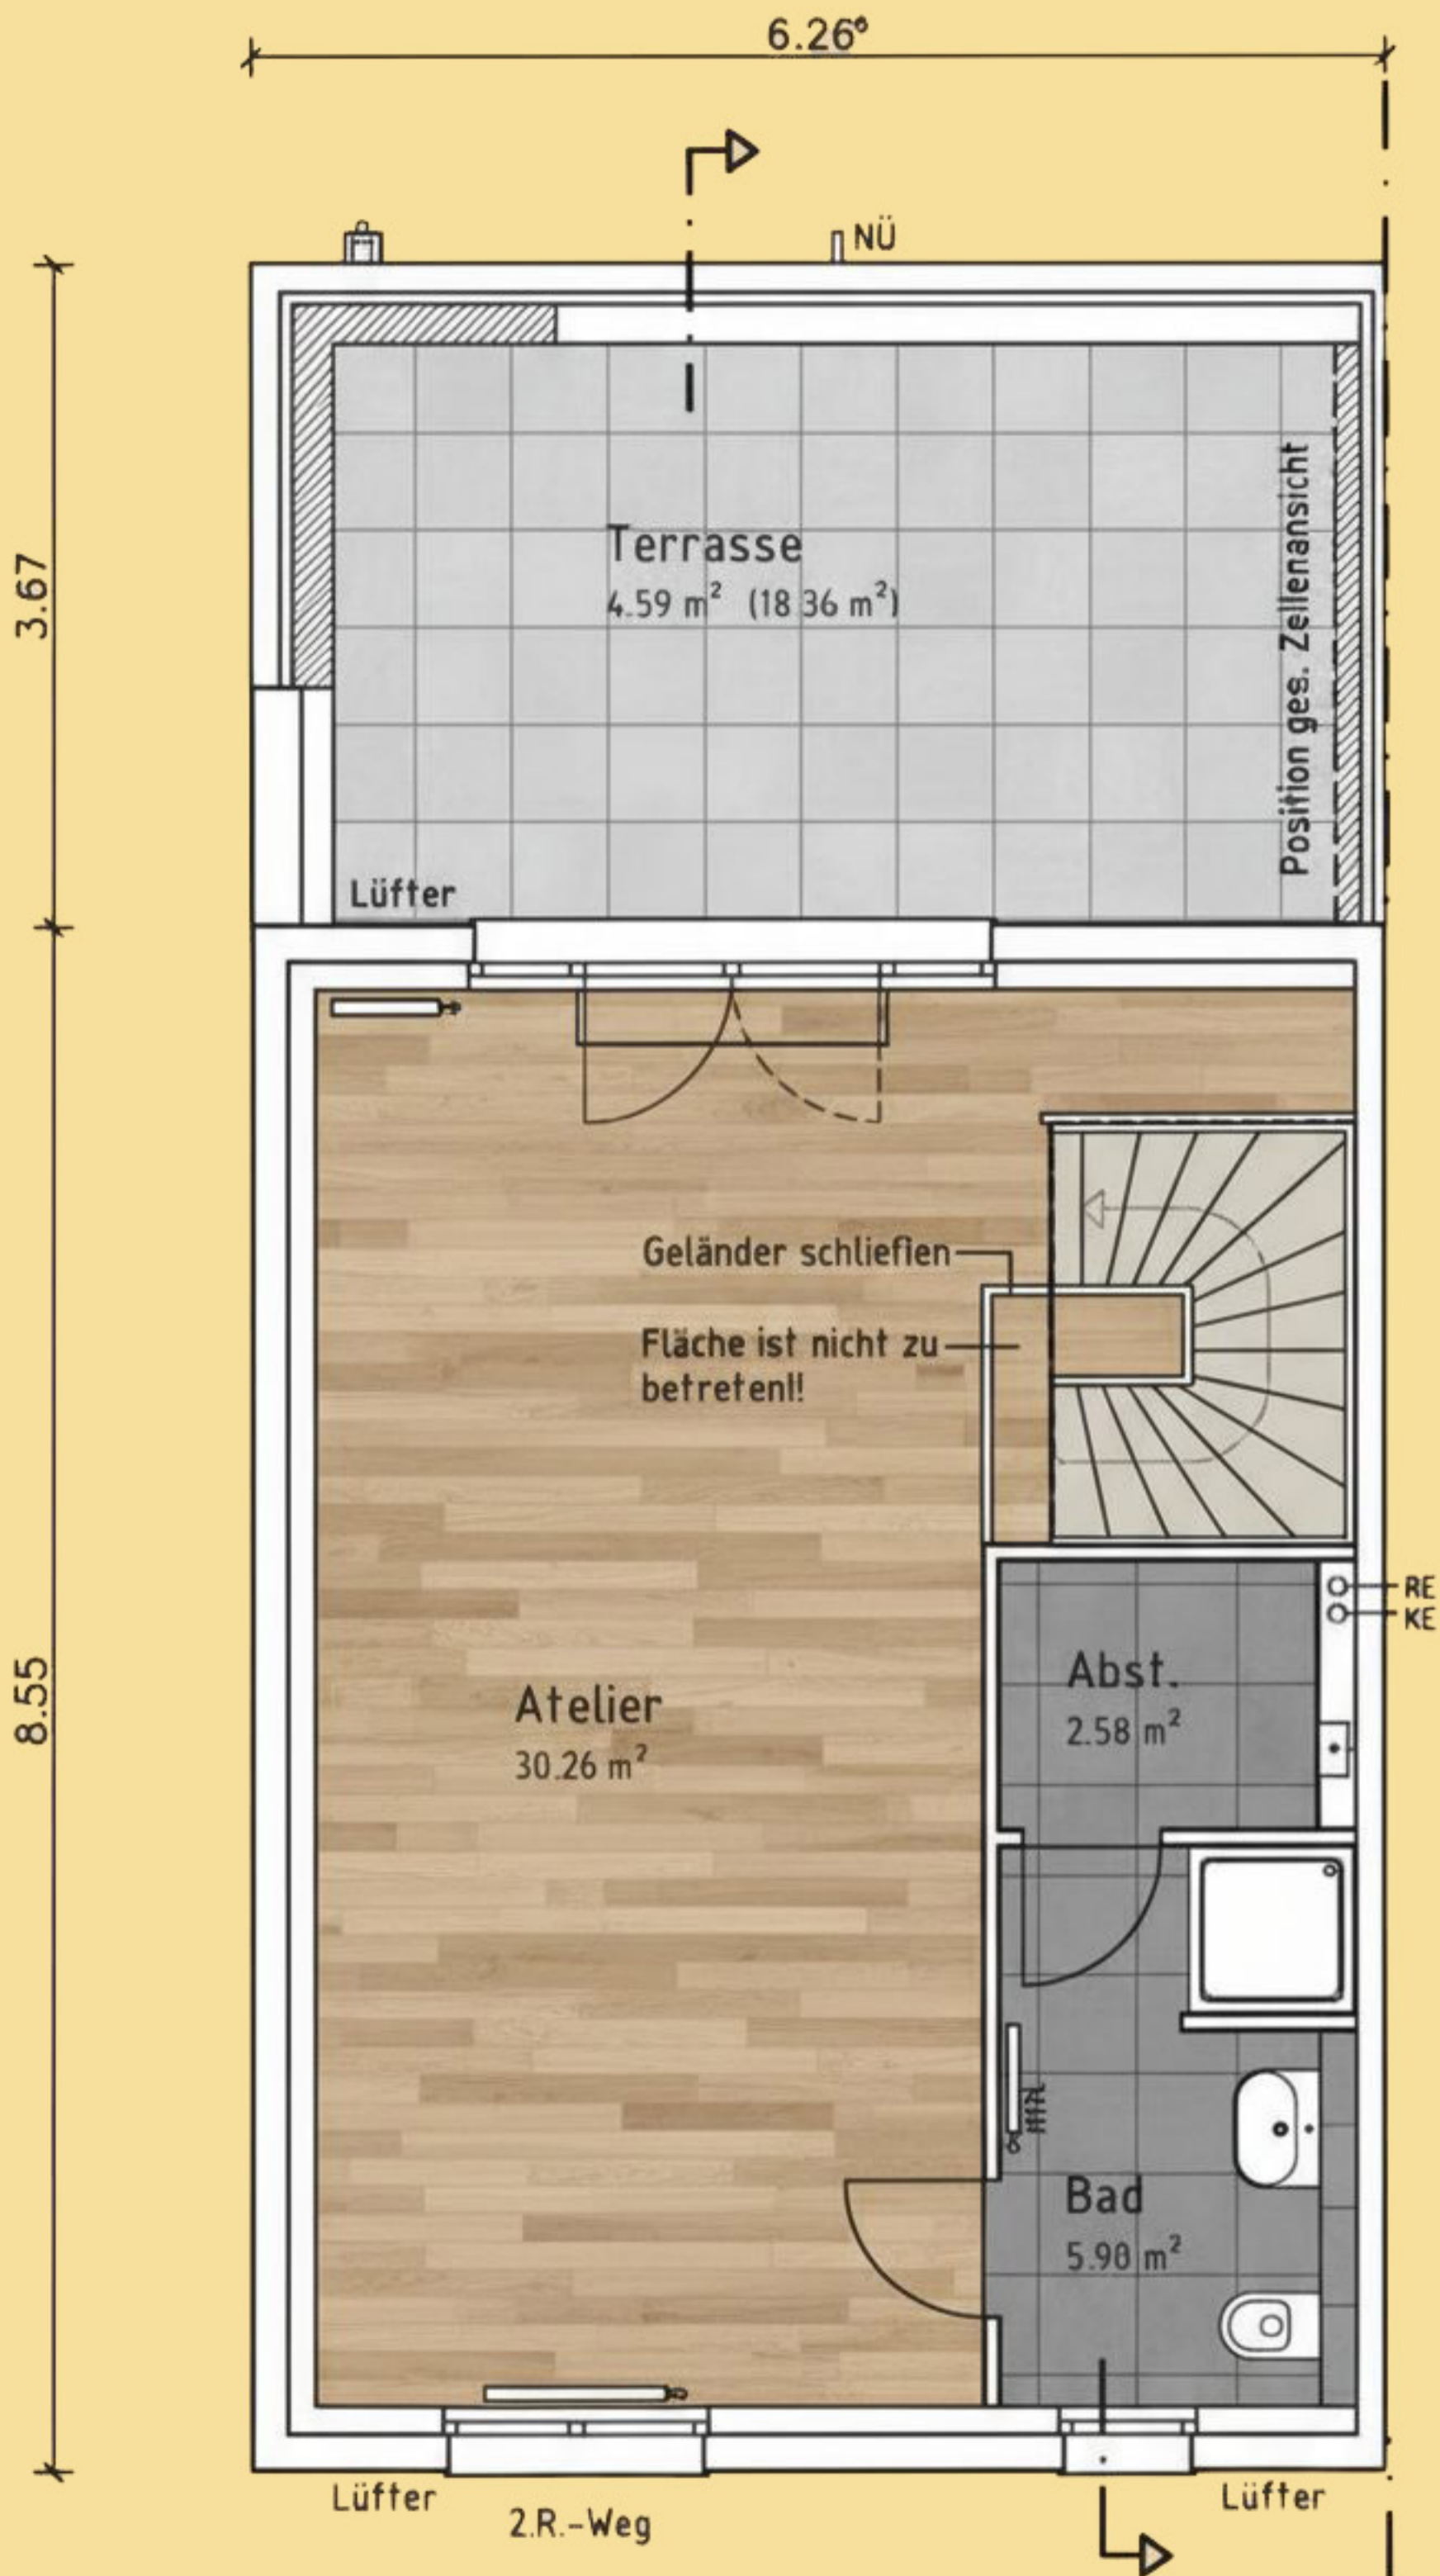 6.26⁶
NÜ
3.67
Terrasse
4.59 m² (18 36 m²)
Position ges. Zellenansicht
Lüfter
Geländer schließen
Fläche ist nicht zu
betreten!!
RE
KE
Abst.
2.58 m²
8.55
Atelier
30.26 m²
Bad
5.90 m²
Lüfter
2.R.-Weg
Lüfter